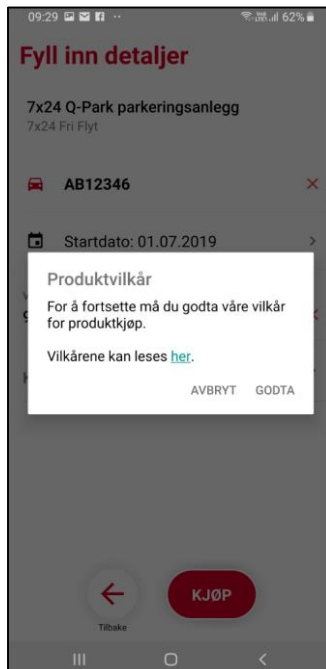 09:29
62%
Fyll inn detaljer
7x24 Q-Park parkeringsanlegg
7x24 Fri Flyt
AB12346
Startdato: 01.07.2019
Produktvilkår
For å fortsette må du godta våre vilkår
for produktkjøp.
Vilkårene kan leses her.
AVBRYT GODTA
KJØP
Tilbake